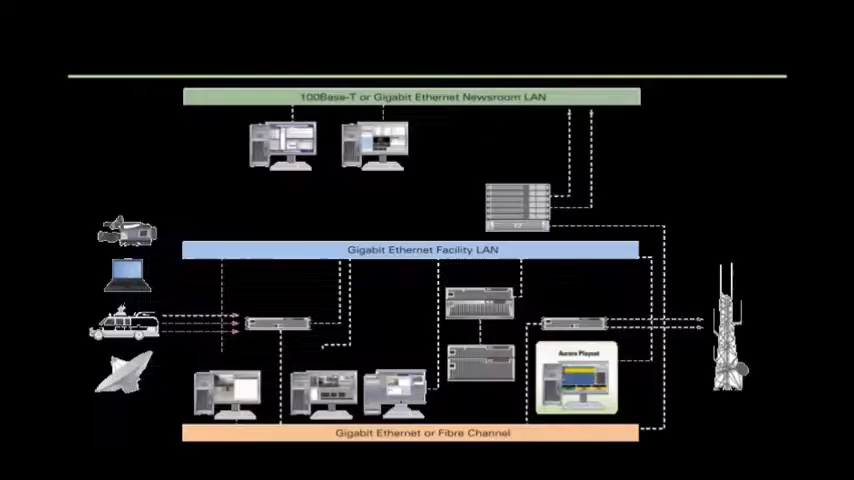 100Base-T or Gigabit Ethernet Newsroom LAN
Gigabit Ethernet Facility LAN
Aurora Playout
Gigabit Ethernet or Fibre Channel